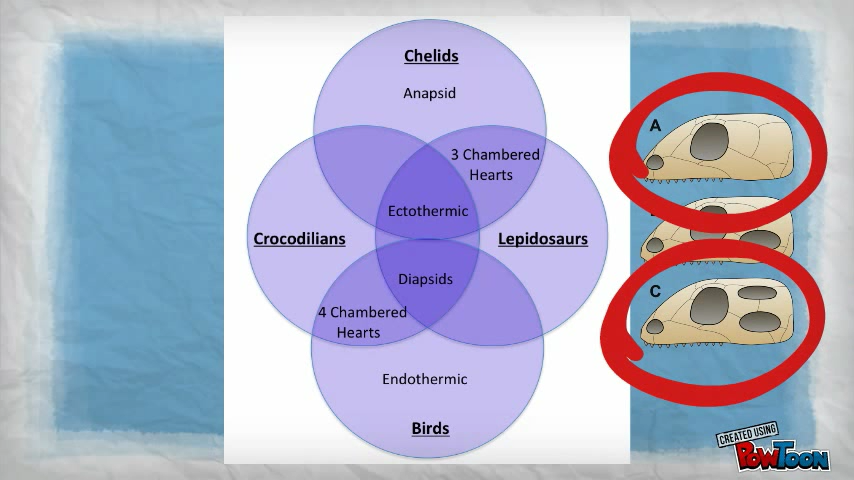 Chelids
Anapsid
3 Chambered
Hearts
Ectothermic
Crocodilians
Lepidosaurs
Diapsids
4 Chambered
Hearts
Endothermic
Birds
A
C
CREATED USING
POWTOON